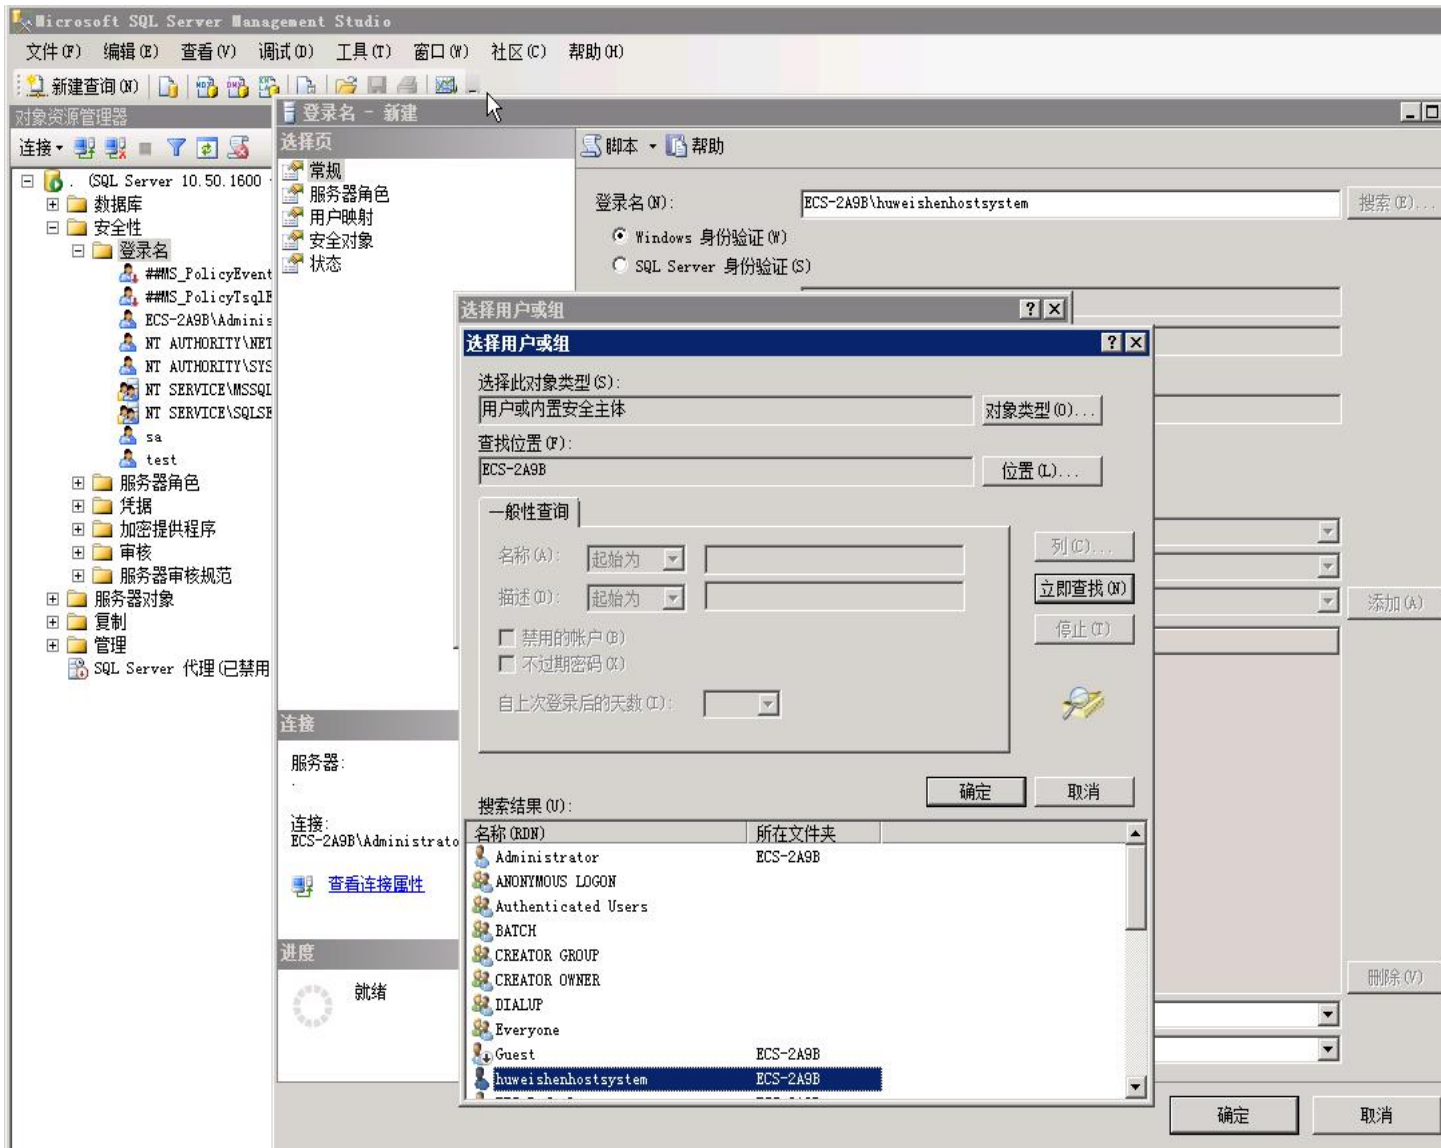 Microsoft SQL Server Management Studio
文件(F) 编辑(E) 查看(V) 调试(D) 工具(T) 窗口(W) 社区(C) 帮助(H)
新建查询(N)
对象资源管理器
连接
. (SQL Server 10.50.1600
数据库
安全性
登录名
##MS_PolicyEvent
##MS_PolicyTsqlE
ECS-2A9B\Adminis
NT AUTHORITY\NET
NT AUTHORITY\SYS
NT SERVICE\MSSQL
NT SERVICE\SQLSE
sa
test
服务器角色
凭据
加密提供程序
审核
服务器审核规范
服务器对象
复制
管理
SQL Server 代理(已禁用
登录名 - 新建
选择页
常规
服务器角色
用户映射
安全对象
状态
连接
服务器:
.
连接:
ECS-2A9B\Administrato
查看连接属性
进度
就绪
脚本 帮助
登录名(N): ECS-2A9B\huweishenhostsystem 搜索(E)...
Windows 身份验证(W)
SQL Server 身份验证(S)
添加(A)
删除(V)
确定 取消
选择用户或组
选择用户或组
选择此对象类型(S):
用户或内置安全主体 对象类型(O)...
查找位置(F):
ECS-2A9B 位置(L)...
一般性查询
名称(A): 起始为
描述(D): 起始为
禁用的帐户(B)
不过期密码(X)
自上次登录后的天数(I):
列(C)...
立即查找(N)
停止(T)
确定 取消
搜索结果(U):
名称(RDN) 所在文件夹
Administrator ECS-2A9B
ANONYMOUS LOGON
Authenticated Users
BATCH
CREATOR GROUP
CREATOR OWNER
DIALUP
Everyone
Guest ECS-2A9B
huweishenhostsystem ECS-2A9B